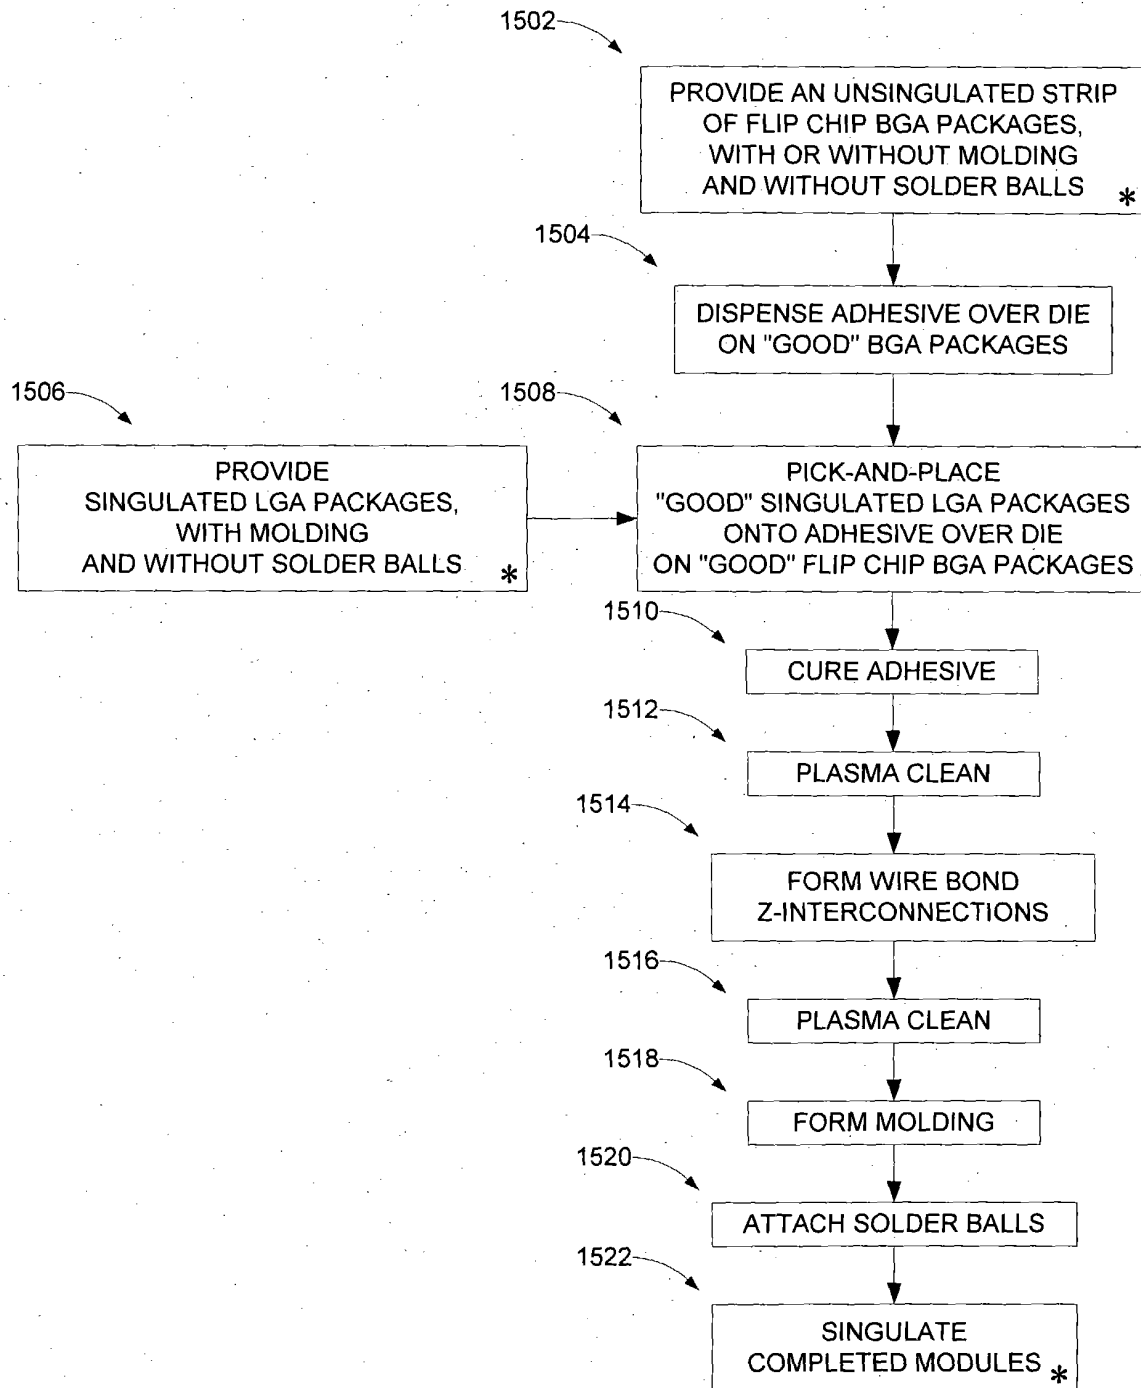 1502
PROVIDE AN UNSINGULATED STRIP
OF FLIP CHIP BGA PACKAGES,
WITH OR WITHOUT MOLDING
AND WITHOUT SOLDER BALLS *
1504
DISPENSE ADHESIVE OVER DIE
ON "GOOD" BGA PACKAGES
1506
PROVIDE
SINGULATED LGA PACKAGES,
WITH MOLDING
AND WITHOUT SOLDER BALLS *
1508
PICK-AND-PLACE
"GOOD" SINGULATED LGA PACKAGES
ONTO ADHESIVE OVER DIE
ON "GOOD" FLIP CHIP BGA PACKAGES
1510
CURE ADHESIVE
1512
PLASMA CLEAN
1514
FORM WIRE BOND
Z-INTERCONNECTIONS
1516
PLASMA CLEAN
1518
FORM MOLDING
1520
ATTACH SOLDER BALLS
1522
SINGULATE
COMPLETED MODULES *